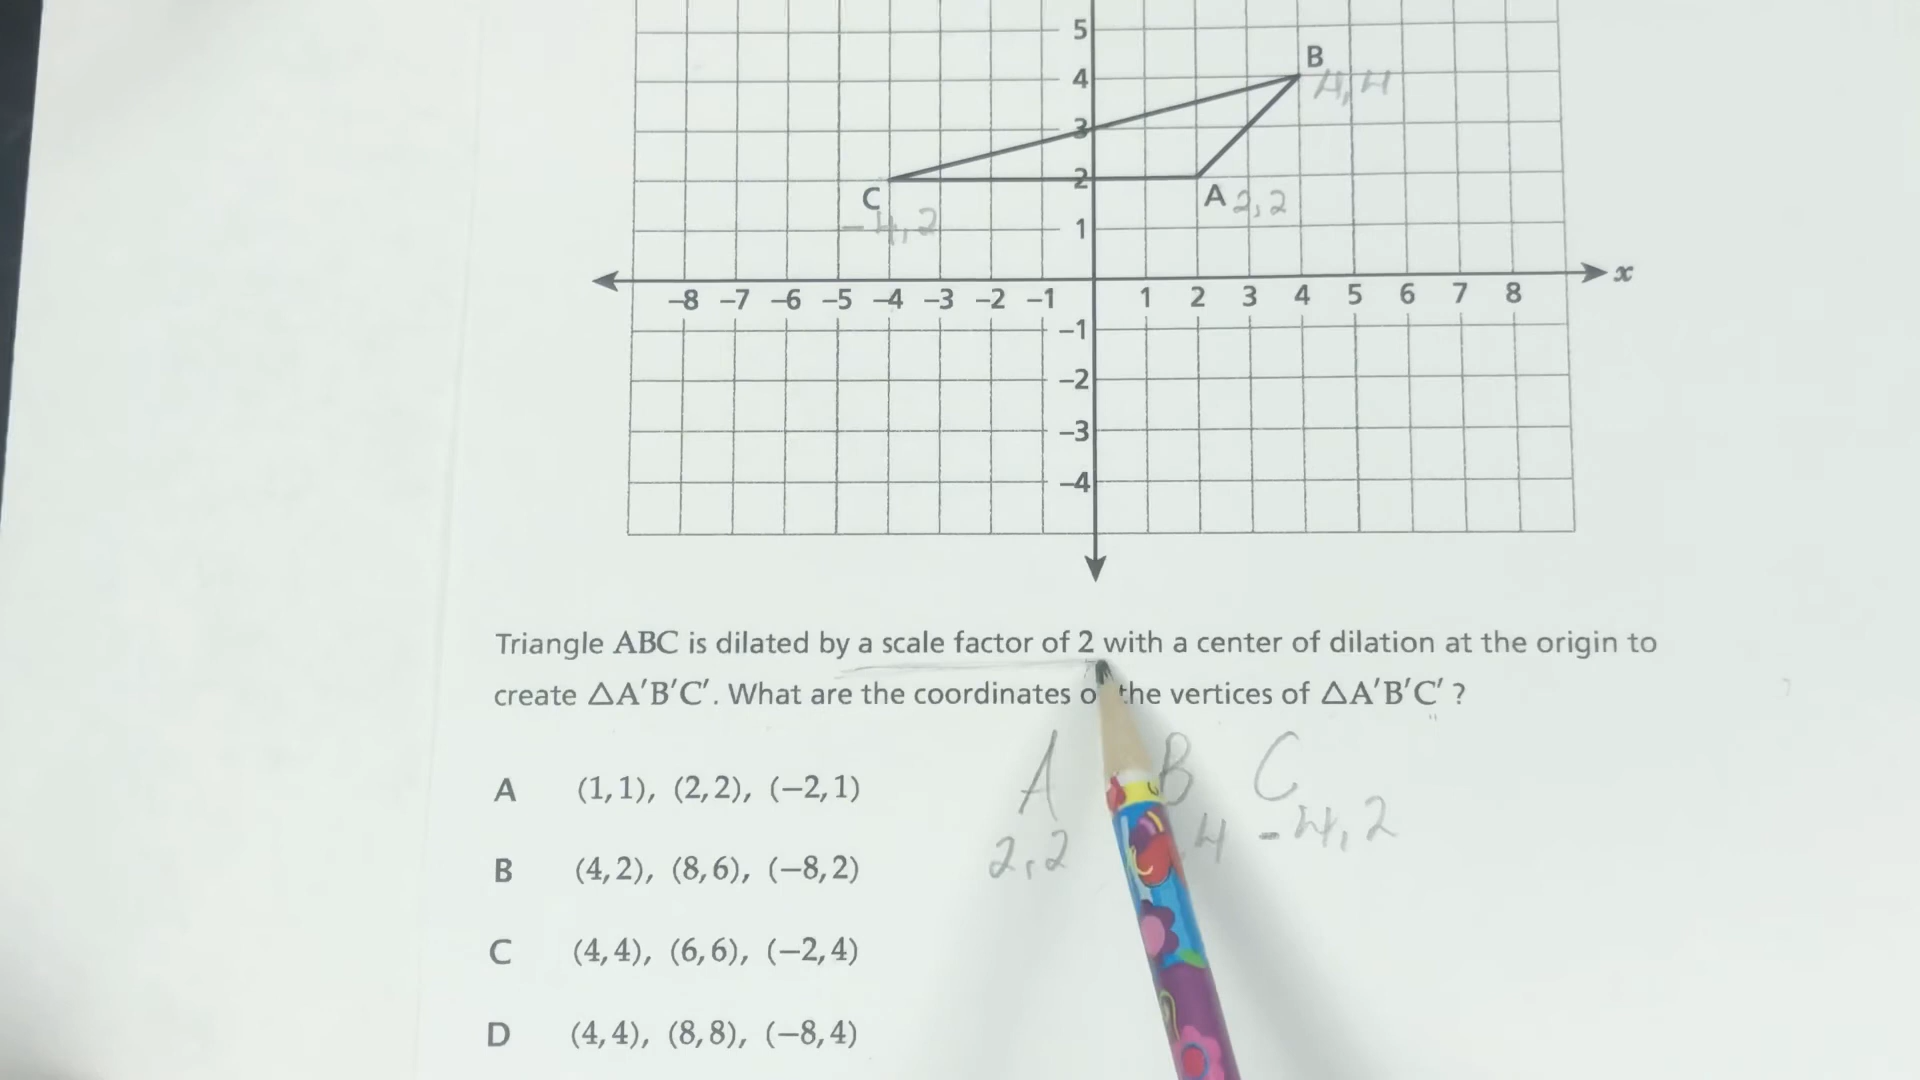 5
B
4
4,4
3
C
2
A 2,2
-4,2
1
x
−8 −7 −6 −5 −4 −3 −2 −1 1 2 3 4 5 6 7 8
−1
−2
−3
−4
Triangle ABC is dilated by a scale factor of 2 with a center of dilation at the origin to
create △A′B′C′. What are the coordinates the vertices of △A′B′C′ ?
A B C
2,2 4 -4,2
A (1, 1), (2, 2), (−2, 1)
B (4, 2), (8, 6), (−8, 2)
C (4, 4), (6, 6), (−2, 4)
D (4, 4), (8, 8), (−8, 4)